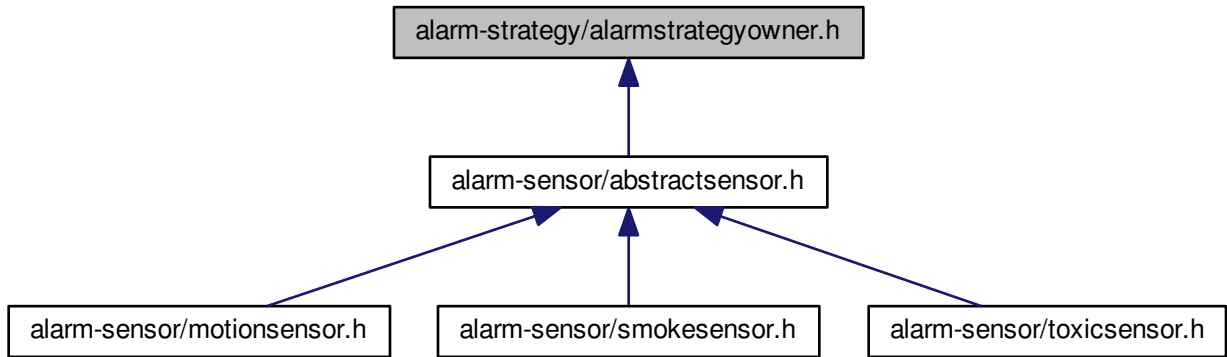 alarm-strategy/alarmstrategyowner.h
alarm-sensor/abstractsensor.h
alarm-sensor/motionsensor.h
alarm-sensor/smokesensor.h
alarm-sensor/toxicsensor.h